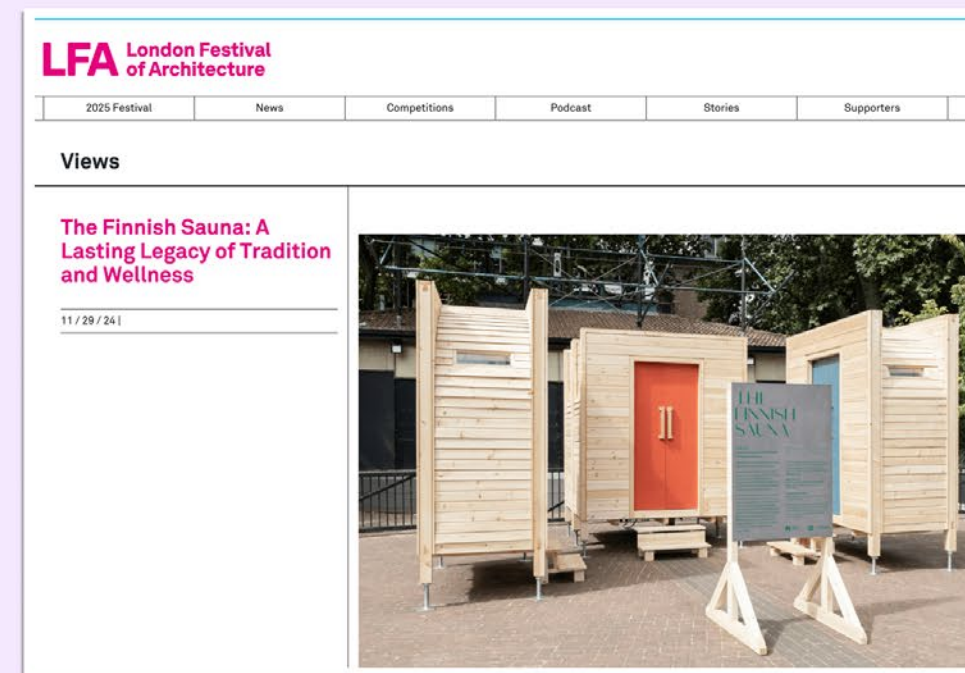 LFA London Festival
of Architecture
2025 Festival
News
Competitions
Podcast
Stories
Supporters
Views
The Finnish Sauna: A
Lasting Legacy of Tradition
and Wellness
11 / 29 / 24 |
THE
FINNISH
SAUNA